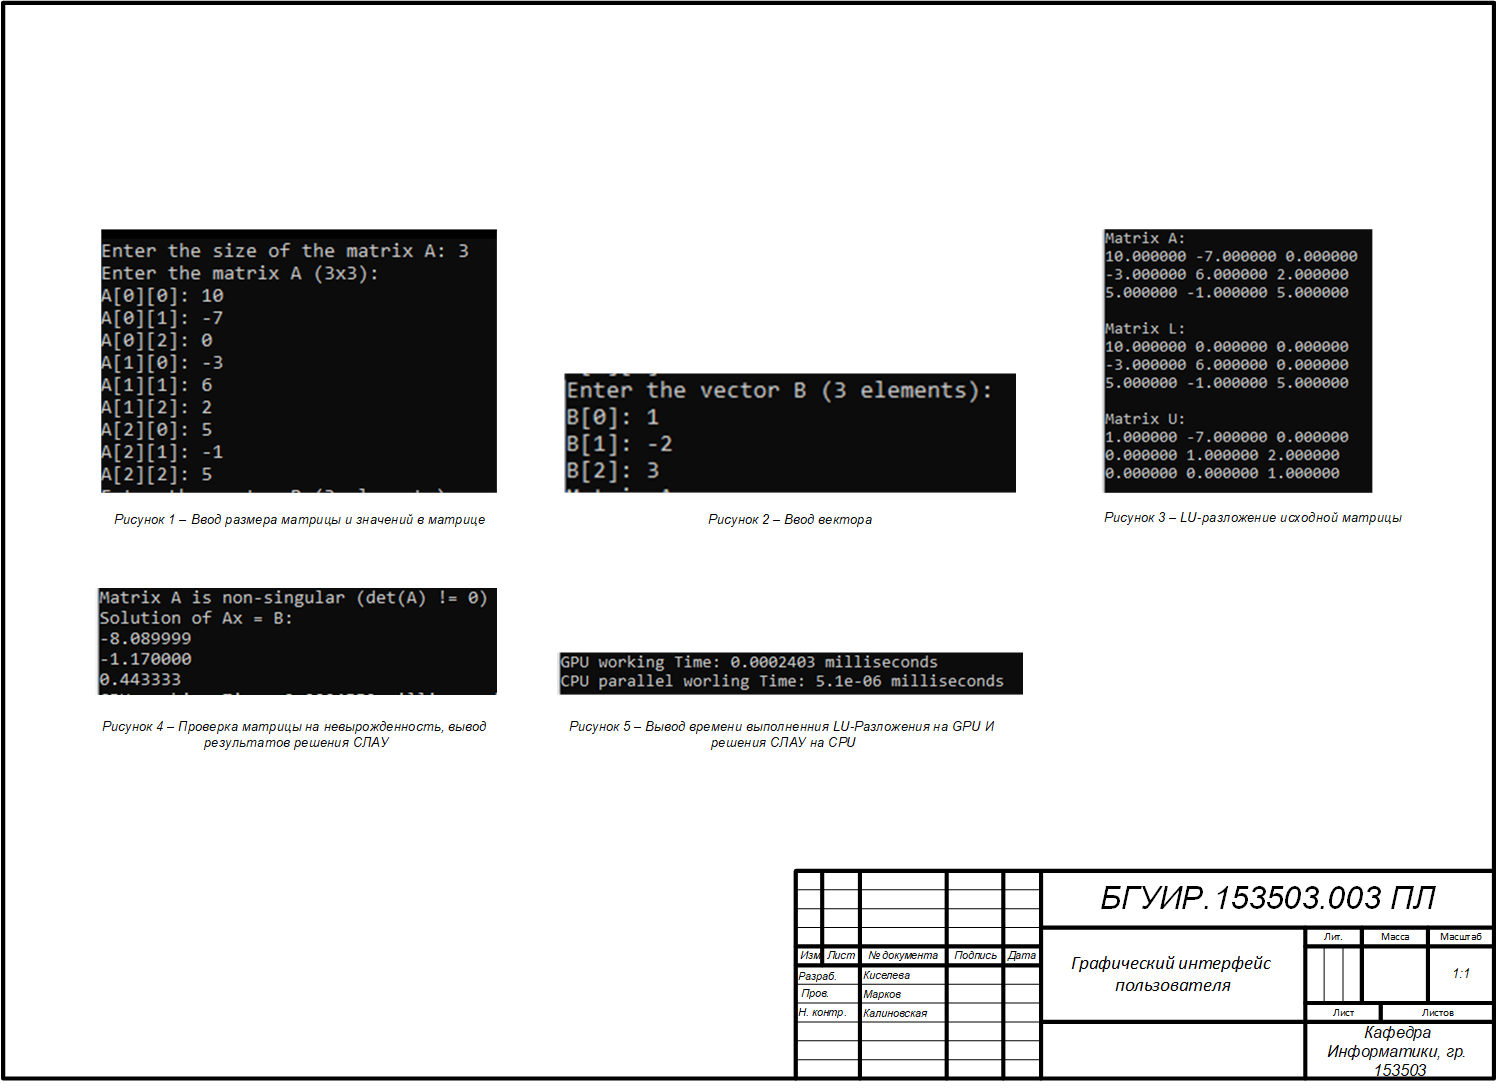 Enter the size of the matrix A: 3
Enter the matrix A (3x3):
A[0][0]: 10
A[0][1]: -7
A[0][2]: 0
A[1][0]: -3
A[1][1]: 6
A[1][2]: 2
A[2][0]: 5
A[2][1]: -1
A[2][2]: 5
Рисунок 1 – Ввод размера матрицы и значений в матрице
Enter the vector B (3 elements):
B[0]: 1
B[1]: -2
B[2]: 3
Рисунок 2 – Ввод вектора
Matrix A:
10.000000 -7.000000 0.000000
-3.000000 6.000000 2.000000
5.000000 -1.000000 5.000000
Matrix L:
10.000000 0.000000 0.000000
-3.000000 6.000000 0.000000
5.000000 -1.000000 5.000000
Matrix U:
1.000000 -7.000000 0.000000
0.000000 1.000000 2.000000
0.000000 0.000000 1.000000
Рисунок 3 – LU-разложение исходной матрицы
Matrix A is non-singular (det(A) != 0)
Solution of Ax = B:
-8.089999
-1.170000
0.443333
Рисунок 4 – Проверка матрицы на невырожденность, вывод
результатов решения СЛАУ
GPU working Time: 0.0002403 milliseconds
CPU parallel worling Time: 5.1e-06 milliseconds
Рисунок 5 – Вывод времени выполненния LU-Разложения на GPU И
решения СЛАУ на CPU
БГУИР.153503.003 ПЛ
Изм Лист № документа Подпись Дата
Разраб. Киселева
Пров. Марков
Н. контр. Калиновская
Графический интерфейс
пользователя
Лит. Масса Масштаб
1:1
Лист Листов
Кафедра
Информатики, гр.
153503